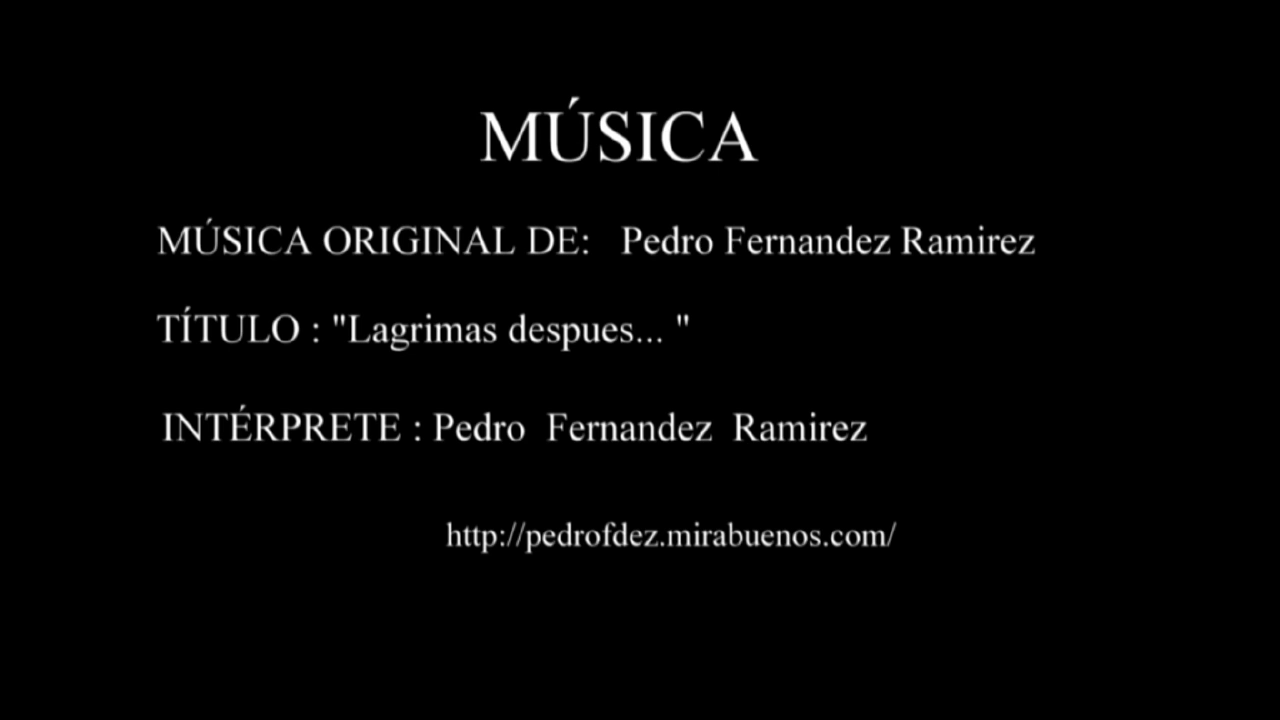 MÚSICA
MÚSICA ORIGINAL DE: Pedro Fernandez Ramirez
TÍTULO : "Lagrimas despues... "
INTÉRPRETE : Pedro Fernandez Ramirez
http://pedrofdez.mirabuenos.com/